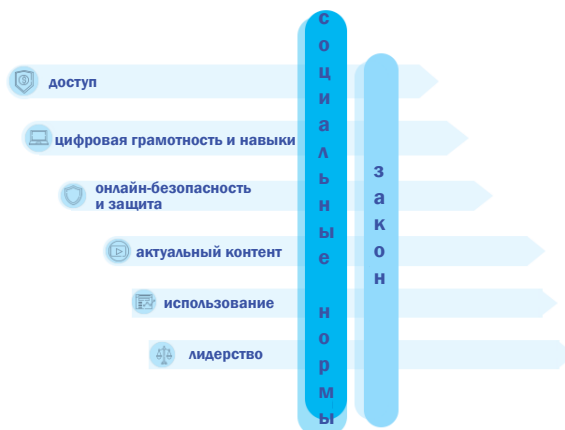 доступ
цифровая грамотность и навыки
онлайн-безопасность
и защита
актуальный контент
использование
лидерство
социальные нормы
закон